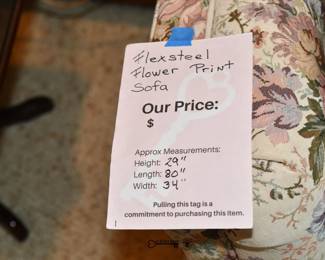 Flexsteel
Flower Print
Sofa
Our Price:
$
Approx Measurements:
Height: 29"
Length: 80"
Width: 34"
Pulling this tag is a
commitment to purchasing this item.